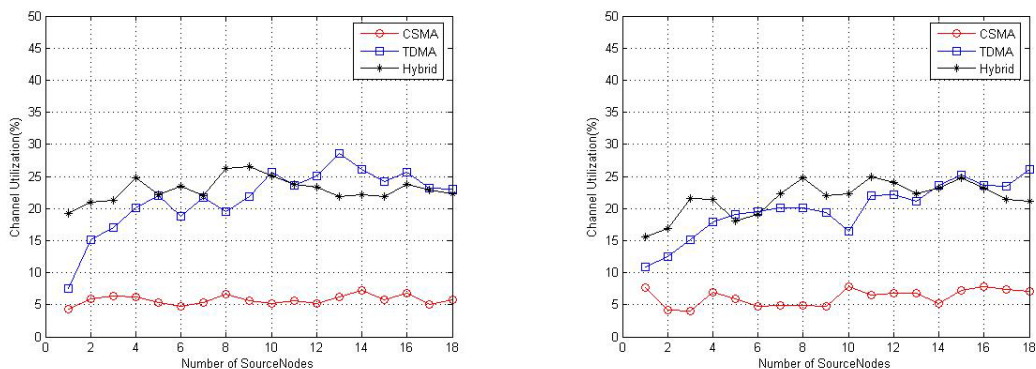 50
45
40
35
30
25
20
15
10
5
0
Channel Utilization(%)
0 2 4 6 8 10 12 14 16 18
Number of SourceNodes
CSMA
TDMA
Hybrid
50
45
40
35
30
25
20
15
10
5
0
Channel Utilization(%)
0 2 4 6 8 10 12 14 16 18
Number of SourceNodes
CSMA
TDMA
Hybrid